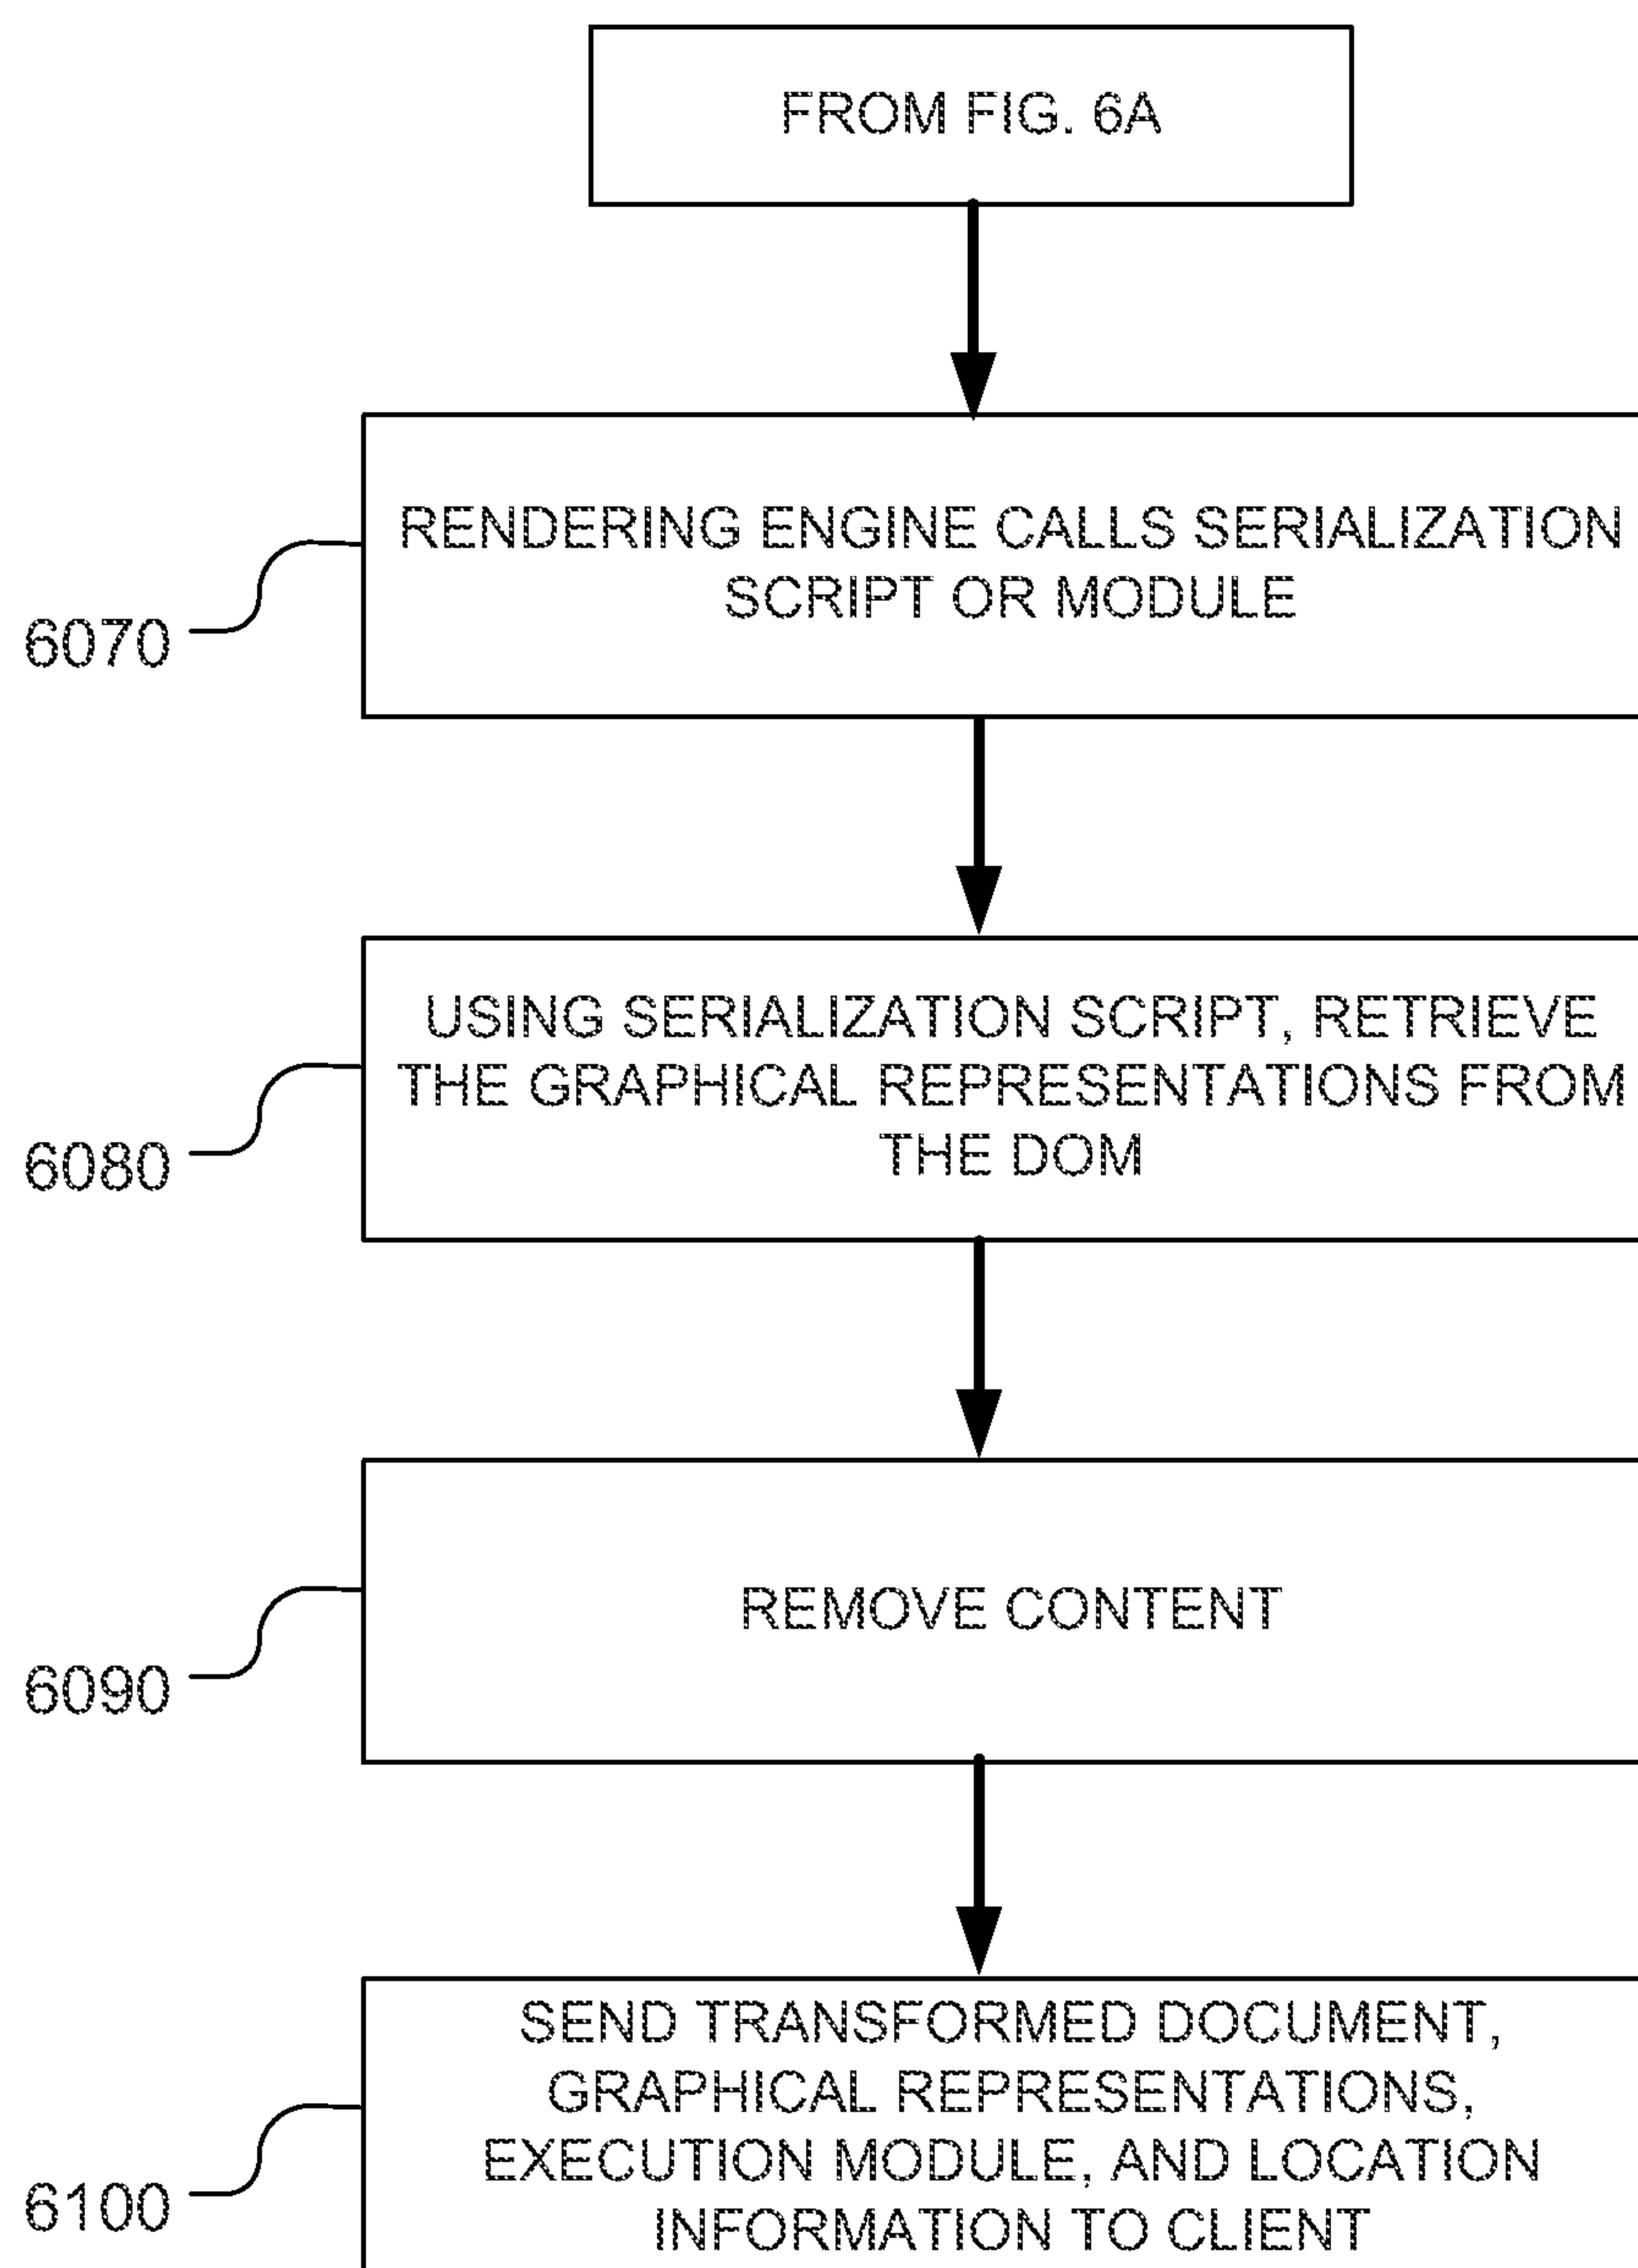 FROM FIG. 6A
RENDERING ENGINE CALLS SERIALIZATION
SCRIPT OR MODULE
6070
USING SERIALIZATION SCRIPT, RETRIEVE
THE GRAPHICAL REPRESENTATIONS FROM
THE DOM
6080
REMOVE CONTENT
6090
SEND TRANSFORMED DOCUMENT,
GRAPHICAL REPRESENTATIONS,
EXECUTION MODULE, AND LOCATION
INFORMATION TO CLIENT
6100